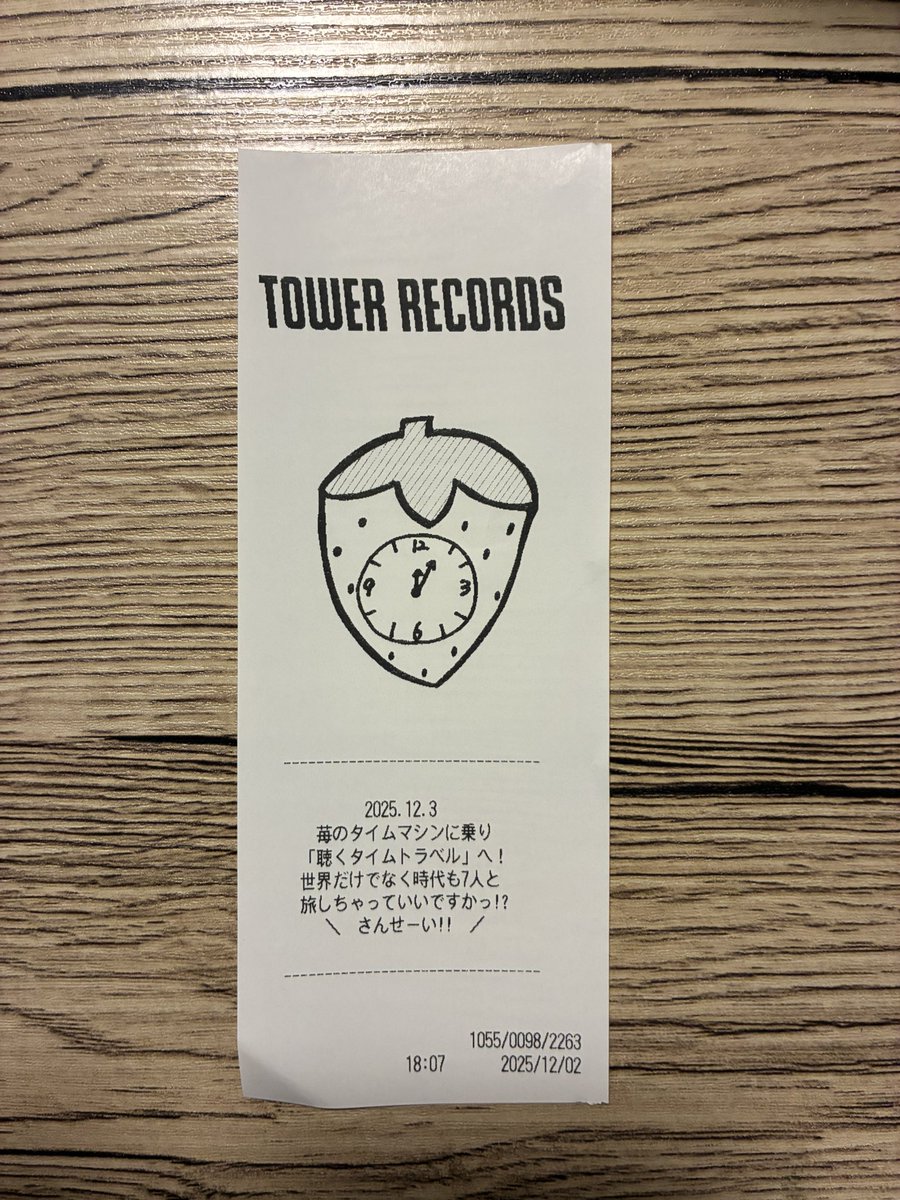 TOWER RECORDS
12
9 3
6
2025.12.3
苺のタイムマシンに乗り
「聴くタイムトラベル」へ!
世界だけでなく時代も7人と
旅しちゃっていいですかっ!?
\ さんせーい!! /
1055/0098/2263
18:07 2025/12/02